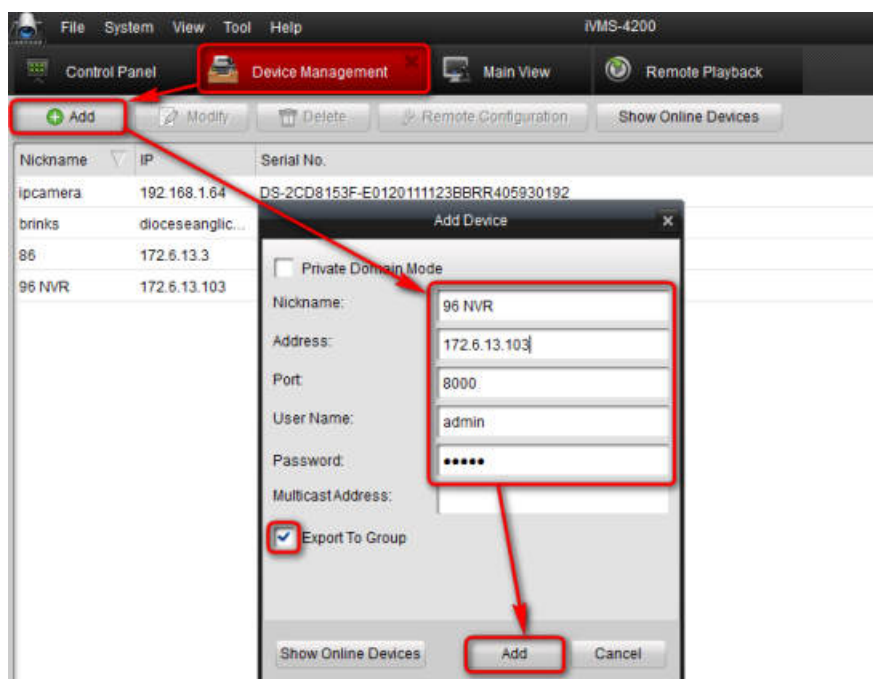 File System View Tool Help iVMS-4200
Control Panel Device Management Main View Remote Playback
Add Modify Delete Remote Configuration Show Online Devices
Nickname IP Serial No.
ipcamera 192.168.1.64 DS-2CD8153F-E0120111123BBRR405930192
brinks dioceseanglic...
86 172.6.13.3
96 NVR 172.6.13.103
Add Device
Private Domain Mode
Nickname: 96 NVR
Address: 172.6.13.103
Port: 8000
User Name: admin
Password: •••••
Multicast Address:
Export To Group
Show Online Devices Add Cancel